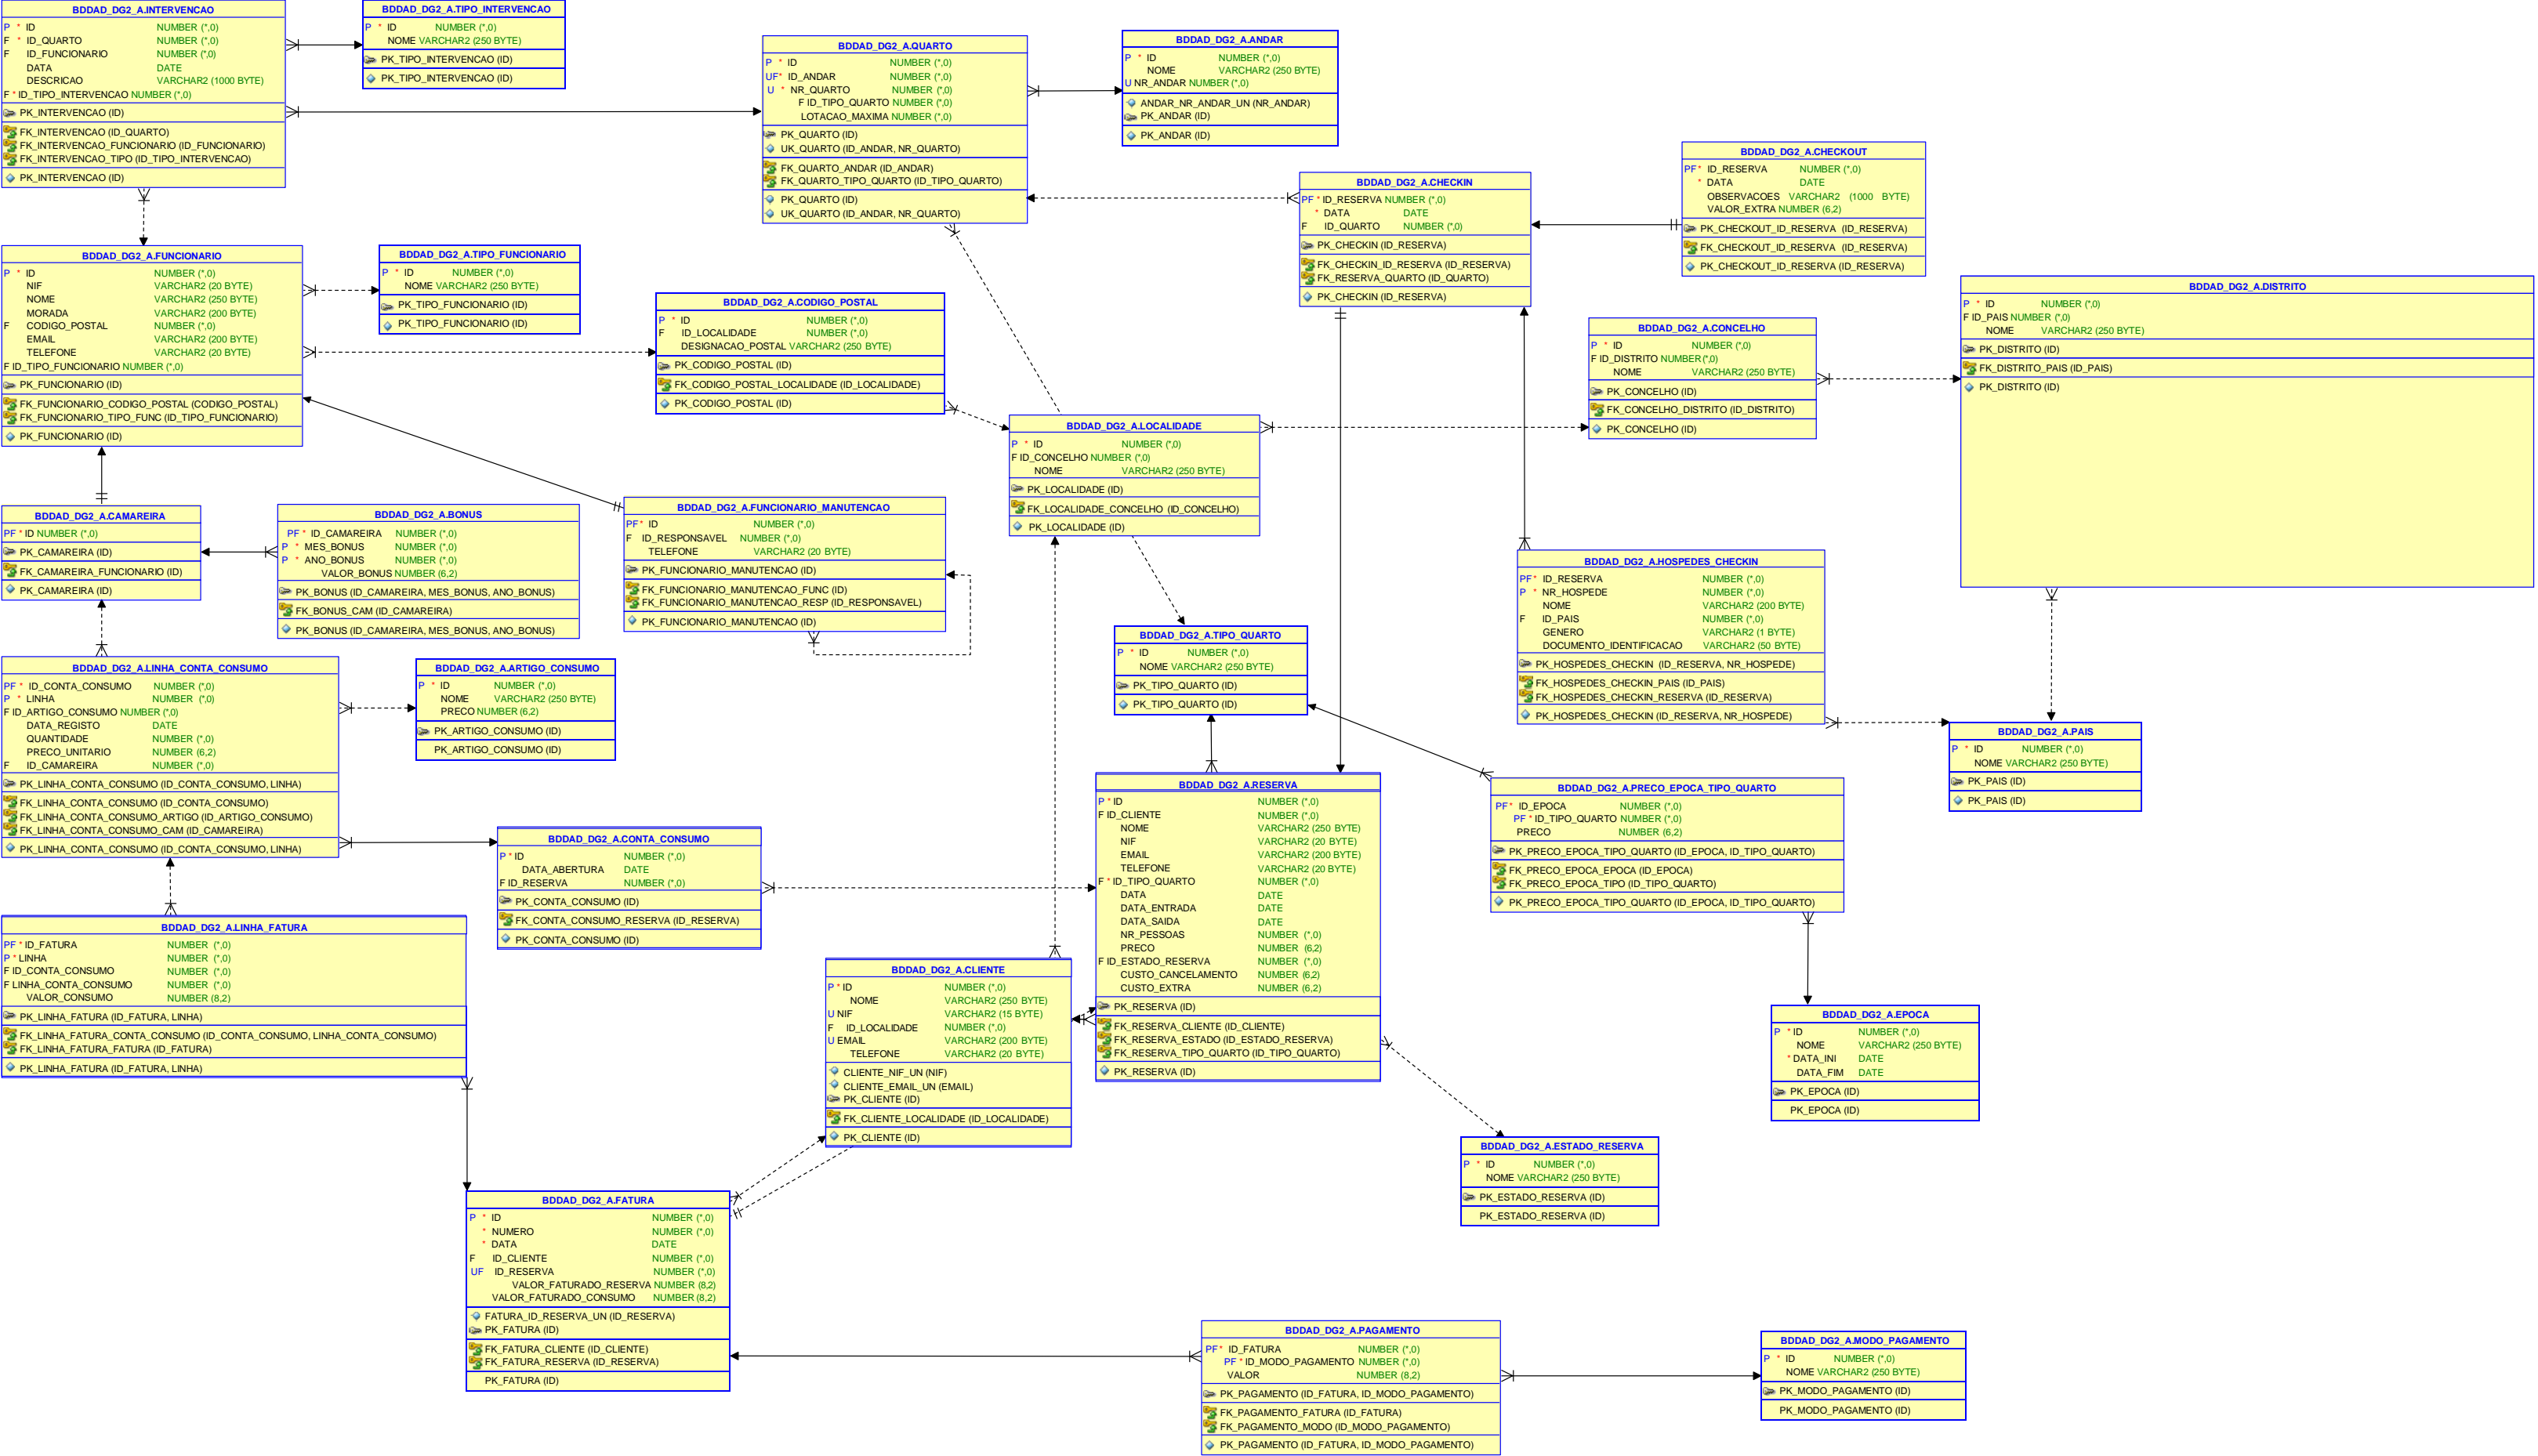 BDDAD_DG2_A.INTERVENCAO
P * ID NUMBER (*,0)
F * ID_QUARTO NUMBER (*,0)
F ID_FUNCIONARIO NUMBER (*,0)
DATA DATE
DESCRICAO VARCHAR2 (1000 BYTE)
F * ID_TIPO_INTERVENCAO NUMBER (*,0)
PK_INTERVENCAO (ID)
FK_INTERVENCAO (ID_QUARTO)
FK_INTERVENCAO_FUNCIONARIO (ID_FUNCIONARIO)
FK_INTERVENCAO_TIPO (ID_TIPO_INTERVENCAO)
PK_INTERVENCAO (ID)
BDDAD_DG2_A.TIPO_INTERVENCAO
P * ID NUMBER (*,0)
NOME VARCHAR2 (250 BYTE)
PK_TIPO_INTERVENCAO (ID)
PK_TIPO_INTERVENCAO (ID)
BDDAD_DG2_A.QUARTO
P * ID NUMBER (*,0)
UF* ID_ANDAR NUMBER (*,0)
U * NR_QUARTO NUMBER (*,0)
F ID_TIPO_QUARTO NUMBER (*,0)
LOTACAO_MAXIMA NUMBER (*,0)
PK_QUARTO (ID)
UK_QUARTO (ID_ANDAR, NR_QUARTO)
FK_QUARTO_ANDAR (ID_ANDAR)
FK_QUARTO_TIPO_QUARTO (ID_TIPO_QUARTO)
PK_QUARTO (ID)
UK_QUARTO (ID_ANDAR, NR_QUARTO)
BDDAD_DG2_A.ANDAR
P * ID NUMBER (*,0)
NOME VARCHAR2 (250 BYTE)
U NR_ANDAR NUMBER (*,0)
ANDAR_NR_ANDAR_UN (NR_ANDAR)
PK_ANDAR (ID)
PK_ANDAR (ID)
BDDAD_DG2_A.CHECKIN
PF * ID_RESERVA NUMBER (*,0)
* DATA DATE
F ID_QUARTO NUMBER (*,0)
PK_CHECKIN (ID_RESERVA)
FK_CHECKIN_ID_RESERVA (ID_RESERVA)
FK_RESERVA_QUARTO (ID_QUARTO)
PK_CHECKIN (ID_RESERVA)
BDDAD_DG2_A.CHECKOUT
PF* ID_RESERVA NUMBER (*,0)
* DATA DATE
OBSERVACOES VARCHAR2 (1000 BYTE)
VALOR_EXTRA NUMBER (6,2)
PK_CHECKOUT_ID_RESERVA (ID_RESERVA)
FK_CHECKOUT_ID_RESERVA (ID_RESERVA)
PK_CHECKOUT_ID_RESERVA (ID_RESERVA)
BDDAD_DG2_A.FUNCIONARIO
P * ID NUMBER (*,0)
NIF VARCHAR2 (20 BYTE)
NOME VARCHAR2 (250 BYTE)
MORADA VARCHAR2 (200 BYTE)
F CODIGO_POSTAL NUMBER (*,0)
EMAIL VARCHAR2 (200 BYTE)
TELEFONE VARCHAR2 (20 BYTE)
F ID_TIPO_FUNCIONARIO NUMBER (*,0)
PK_FUNCIONARIO (ID)
FK_FUNCIONARIO_CODIGO_POSTAL (CODIGO_POSTAL)
FK_FUNCIONARIO_TIPO_FUNC (ID_TIPO_FUNCIONARIO)
PK_FUNCIONARIO (ID)
BDDAD_DG2_A.TIPO_FUNCIONARIO
P * ID NUMBER (*,0)
NOME VARCHAR2 (250 BYTE)
PK_TIPO_FUNCIONARIO (ID)
PK_TIPO_FUNCIONARIO (ID)
BDDAD_DG2_A.CODIGO_POSTAL
P * ID NUMBER (*,0)
F ID_LOCALIDADE NUMBER (*,0)
DESIGNACAO_POSTAL VARCHAR2 (250 BYTE)
PK_CODIGO_POSTAL (ID)
FK_CODIGO_POSTAL_LOCALIDADE (ID_LOCALIDADE)
PK_CODIGO_POSTAL (ID)
BDDAD_DG2_A.DISTRITO
P * ID NUMBER (*,0)
F ID_PAIS NUMBER (*,0)
NOME VARCHAR2 (250 BYTE)
PK_DISTRITO (ID)
FK_DISTRITO_PAIS (ID_PAIS)
PK_DISTRITO (ID)
BDDAD_DG2_A.CONCELHO
P * ID NUMBER (*,0)
F ID_DISTRITO NUMBER(*,0)
NOME VARCHAR2 (250 BYTE)
PK_CONCELHO (ID)
FK_CONCELHO_DISTRITO (ID_DISTRITO)
PK_CONCELHO (ID)
BDDAD_DG2_A.LOCALIDADE
P * ID NUMBER (*,0)
F ID_CONCELHO NUMBER (*,0)
NOME VARCHAR2 (250 BYTE)
PK_LOCALIDADE (ID)
FK_LOCALIDADE_CONCELHO (ID_CONCELHO)
PK_LOCALIDADE (ID)
BDDAD_DG2_A.CAMAREIRA
PF * ID NUMBER (*,0)
PK_CAMAREIRA (ID)
FK_CAMAREIRA_FUNCIONARIO (ID)
PK_CAMAREIRA (ID)
BDDAD_DG2_A.BONUS
PF * ID_CAMAREIRA NUMBER (*,0)
P * MES_BONUS NUMBER (*,0)
P * ANO_BONUS NUMBER (*,0)
VALOR_BONUS NUMBER (6,2)
PK_BONUS (ID_CAMAREIRA, MES_BONUS, ANO_BONUS)
FK_BONUS_CAM (ID_CAMAREIRA)
PK_BONUS (ID_CAMAREIRA, MES_BONUS, ANO_BONUS)
BDDAD_DG2_A.FUNCIONARIO_MANUTENCAO
PF* ID NUMBER (*,0)
F ID_RESPONSAVEL NUMBER (*,0)
TELEFONE VARCHAR2 (20 BYTE)
PK_FUNCIONARIO_MANUTENCAO (ID)
FK_FUNCIONARIO_MANUTENCAO_FUNC (ID)
FK_FUNCIONARIO_MANUTENCAO_RESP (ID_RESPONSAVEL)
PK_FUNCIONARIO_MANUTENCAO (ID)
BDDAD_DG2_A.HOSPEDES_CHECKIN
PF* ID_RESERVA NUMBER (*,0)
P * NR_HOSPEDE NUMBER (*,0)
NOME VARCHAR2 (200 BYTE)
F ID_PAIS NUMBER (*,0)
GENERO VARCHAR2 (1 BYTE)
DOCUMENTO_IDENTIFICACAO VARCHAR2 (50 BYTE)
PK_HOSPEDES_CHECKIN (ID_RESERVA, NR_HOSPEDE)
FK_HOSPEDES_CHECKIN_PAIS (ID_PAIS)
FK_HOSPEDES_CHECKIN_RESERVA (ID_RESERVA)
PK_HOSPEDES_CHECKIN (ID_RESERVA, NR_HOSPEDE)
BDDAD_DG2_A.TIPO_QUARTO
P * ID NUMBER (*,0)
NOME VARCHAR2 (250 BYTE)
PK_TIPO_QUARTO (ID)
PK_TIPO_QUARTO (ID)
BDDAD_DG2_A.LINHA_CONTA_CONSUMO
PF * ID_CONTA_CONSUMO NUMBER (*,0)
P * LINHA NUMBER (*,0)
F ID_ARTIGO_CONSUMO NUMBER (*,0)
DATA_REGISTO DATE
QUANTIDADE NUMBER (*,0)
PRECO_UNITARIO NUMBER (6,2)
F ID_CAMAREIRA NUMBER (*,0)
PK_LINHA_CONTA_CONSUMO (ID_CONTA_CONSUMO, LINHA)
FK_LINHA_CONTA_CONSUMO (ID_CONTA_CONSUMO)
FK_LINHA_CONTA_CONSUMO_ARTIGO (ID_ARTIGO_CONSUMO)
FK_LINHA_CONTA_CONSUMO_CAM (ID_CAMAREIRA)
PK_LINHA_CONTA_CONSUMO (ID_CONTA_CONSUMO, LINHA)
BDDAD_DG2_A.ARTIGO_CONSUMO
P * ID NUMBER (*,0)
NOME VARCHAR2 (250 BYTE)
PRECO NUMBER (6,2)
PK_ARTIGO_CONSUMO (ID)
PK_ARTIGO_CONSUMO (ID)
BDDAD_DG2_A.PAIS
P * ID NUMBER (*,0)
NOME VARCHAR2 (250 BYTE)
PK_PAIS (ID)
PK_PAIS (ID)
BDDAD_DG2_A.RESERVA
P * ID NUMBER (*,0)
F ID_CLIENTE NUMBER (*,0)
NOME VARCHAR2 (250 BYTE)
NIF VARCHAR2 (20 BYTE)
EMAIL VARCHAR2 (200 BYTE)
TELEFONE VARCHAR2 (20 BYTE)
F * ID_TIPO_QUARTO NUMBER (*,0)
DATA DATE
DATA_ENTRADA DATE
DATA_SAIDA DATE
NR_PESSOAS NUMBER (*,0)
PRECO NUMBER (6,2)
F ID_ESTADO_RESERVA NUMBER (*,0)
CUSTO_CANCELAMENTO NUMBER (6,2)
CUSTO_EXTRA NUMBER (6,2)
PK_RESERVA (ID)
FK_RESERVA_CLIENTE (ID_CLIENTE)
FK_RESERVA_ESTADO (ID_ESTADO_RESERVA)
FK_RESERVA_TIPO_QUARTO (ID_TIPO_QUARTO)
PK_RESERVA (ID)
BDDAD_DG2_A.PRECO_EPOCA_TIPO_QUARTO
PF* ID_EPOCA NUMBER (*,0)
PF * ID_TIPO_QUARTO NUMBER (*,0)
PRECO NUMBER (6,2)
PK_PRECO_EPOCA_TIPO_QUARTO (ID_EPOCA, ID_TIPO_QUARTO)
FK_PRECO_EPOCA_EPOCA (ID_EPOCA)
FK_PRECO_EPOCA_TIPO (ID_TIPO_QUARTO)
PK_PRECO_EPOCA_TIPO_QUARTO (ID_EPOCA, ID_TIPO_QUARTO)
BDDAD_DG2_A.CONTA_CONSUMO
P * ID NUMBER (*,0)
DATA_ABERTURA DATE
F ID_RESERVA NUMBER (*,0)
PK_CONTA_CONSUMO (ID)
FK_CONTA_CONSUMO_RESERVA (ID_RESERVA)
PK_CONTA_CONSUMO (ID)
BDDAD_DG2_A.LINHA_FATURA
PF * ID_FATURA NUMBER (*,0)
P * LINHA NUMBER (*,0)
F ID_CONTA_CONSUMO NUMBER (*,0)
F LINHA_CONTA_CONSUMO NUMBER (*,0)
VALOR_CONSUMO NUMBER (8,2)
PK_LINHA_FATURA (ID_FATURA, LINHA)
FK_LINHA_FATURA_CONTA_CONSUMO (ID_CONTA_CONSUMO, LINHA_CONTA_CONSUMO)
FK_LINHA_FATURA_FATURA (ID_FATURA)
PK_LINHA_FATURA (ID_FATURA, LINHA)
BDDAD_DG2_A.CLIENTE
P * ID NUMBER (*,0)
NOME VARCHAR2 (250 BYTE)
U NIF VARCHAR2 (15 BYTE)
F ID_LOCALIDADE NUMBER (*,0)
U EMAIL VARCHAR2 (200 BYTE)
TELEFONE VARCHAR2 (20 BYTE)
CLIENTE_NIF_UN (NIF)
CLIENTE_EMAIL_UN (EMAIL)
PK_CLIENTE (ID)
FK_CLIENTE_LOCALIDADE (ID_LOCALIDADE)
PK_CLIENTE (ID)
BDDAD_DG2_A.EPOCA
P * ID NUMBER (*,0)
NOME VARCHAR2 (250 BYTE)
* DATA_INI DATE
DATA_FIM DATE
PK_EPOCA (ID)
PK_EPOCA (ID)
BDDAD_DG2_A.ESTADO_RESERVA
P * ID NUMBER (*,0)
NOME VARCHAR2 (250 BYTE)
PK_ESTADO_RESERVA (ID)
PK_ESTADO_RESERVA (ID)
BDDAD_DG2_A.FATURA
P * ID NUMBER (*,0)
* NUMERO NUMBER (*,0)
* DATA DATE
F ID_CLIENTE NUMBER (*,0)
UF ID_RESERVA NUMBER (*,0)
VALOR_FATURADO_RESERVA NUMBER (8,2)
VALOR_FATURADO_CONSUMO NUMBER (8,2)
FATURA_ID_RESERVA_UN (ID_RESERVA)
PK_FATURA (ID)
FK_FATURA_CLIENTE (ID_CLIENTE)
FK_FATURA_RESERVA (ID_RESERVA)
PK_FATURA (ID)
BDDAD_DG2_A.PAGAMENTO
PF* ID_FATURA NUMBER (*,0)
PF * ID_MODO_PAGAMENTO NUMBER (*,0)
VALOR NUMBER (8,2)
PK_PAGAMENTO (ID_FATURA, ID_MODO_PAGAMENTO)
FK_PAGAMENTO_FATURA (ID_FATURA)
FK_PAGAMENTO_MODO (ID_MODO_PAGAMENTO)
PK_PAGAMENTO (ID_FATURA, ID_MODO_PAGAMENTO)
BDDAD_DG2_A.MODO_PAGAMENTO
P * ID NUMBER (*,0)
NOME VARCHAR2 (250 BYTE)
PK_MODO_PAGAMENTO (ID)
PK_MODO_PAGAMENTO (ID)